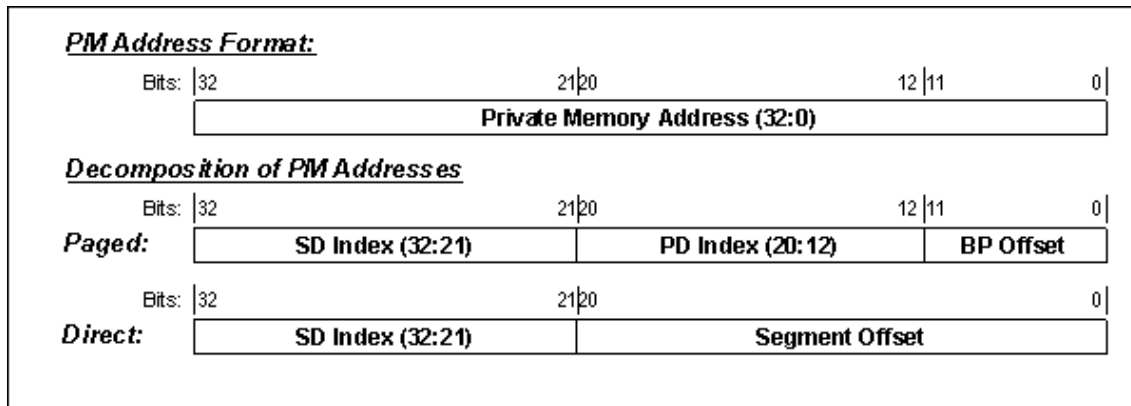 PM Address Format:
Bits: 32 21 20 12 11 0
Private Memory Address (32:0)
Decomposition of PM Addresses
Bits: 32 21 20 12 11 0
Paged: SD Index (32:21) PD Index (20:12) BP Offset
Bits: 32 21 20 0
Direct: SD Index (32:21) Segment Offset